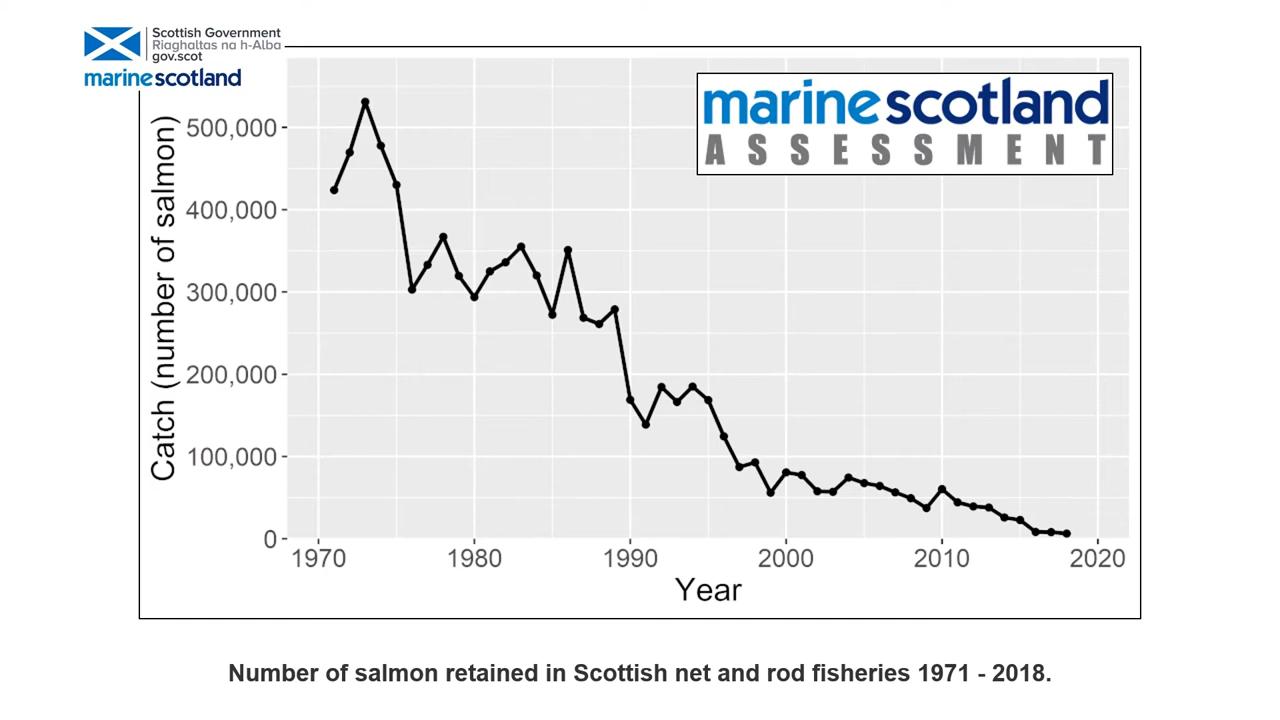 Scottish Government
Riaghaltas na h-Alba
gov.scot
marinescotland
marinescotland
ASSESSMENT
Catch (number of salmon)
500,000
400,000
300,000
200,000
100,000
0
1970 1980 1990 2000 2010 2020
Year
Number of salmon retained in Scottish net and rod fisheries 1971 - 2018.